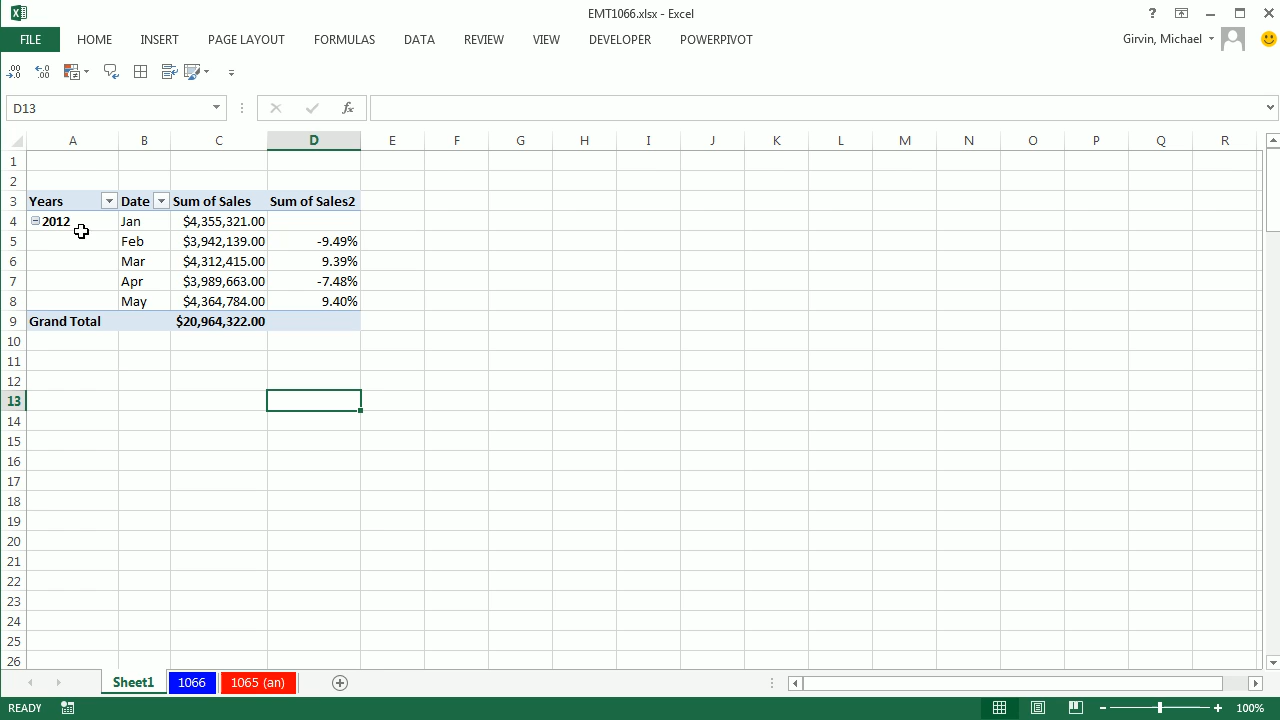 EMT1066.xlsx - Excel
FILE HOME INSERT PAGE LAYOUT FORMULAS DATA REVIEW VIEW DEVELOPER POWERPIVOT Girvin, Michael
D13
A B C D E F G H I J K L M N O P Q R
1
2
3 Years Date Sum of Sales Sum of Sales2
4 2012 Jan $4,355,321.00
5 Feb $3,942,139.00 -9.49%
6 Mar $4,312,415.00 9.39%
7 Apr $3,989,663.00 -7.48%
8 May $4,364,784.00 9.40%
9 Grand Total $20,964,322.00
10
11
12
13
14
15
16
17
18
19
20
21
22
23
24
25
26
Sheet1 1066 1065 (an)
READY 100%